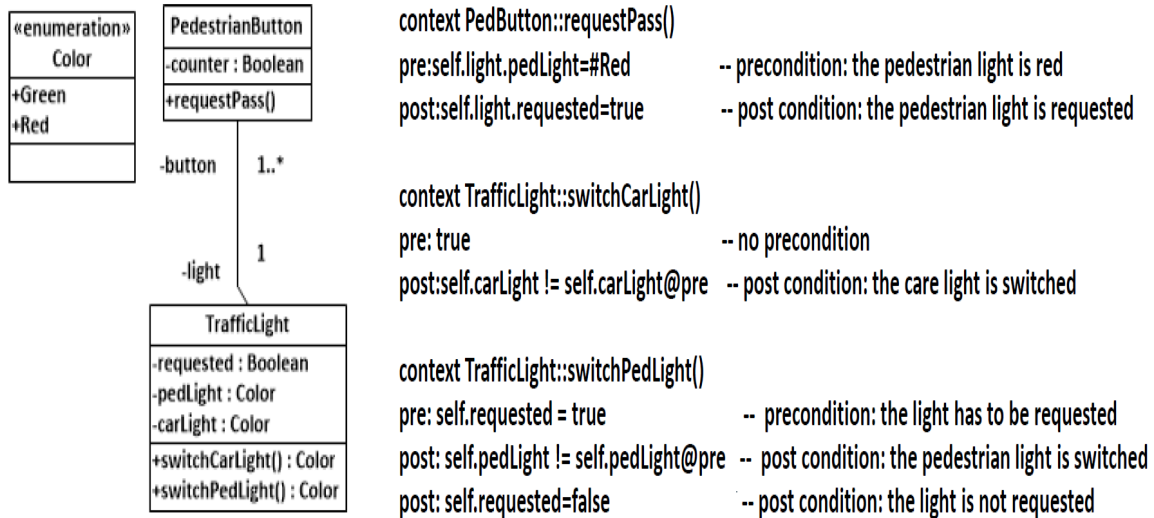 «enumeration»
Color
+Green
+Red
PedestrianButton
-counter : Boolean
+requestPass()
-button 1..*
-light 1
TrafficLight
-requested : Boolean
-pedLight : Color
-carLight : Color
+switchCarLight() : Color
+switchPedLight() : Color
context PedButton::requestPass()
pre:self.light.pedLight=#Red -- precondition: the pedestrian light is red
post:self.light.requested=true -- post condition: the pedestrian light is requested
context TrafficLight::switchCarLight()
pre: true -- no precondition
post:self.carLight != self.carLight@pre -- post condition: the care light is switched
context TrafficLight::switchPedLight()
pre: self.requested = true -- precondition: the light has to be requested
post: self.pedLight != self.pedLight@pre -- post condition: the pedestrian light is switched
post: self.requested=false -- post condition: the light is not requested